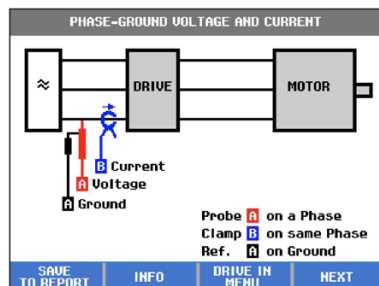 PHASE-GROUND VOLTAGE AND CURRENT
DRIVE
MOTOR
B Current
A Voltage
A Ground
Probe A on a Phase
Clamp B on same Phase
Ref. A on Ground
SAVE TO REPORT
INFO
DRIVE IN MENU
NEXT